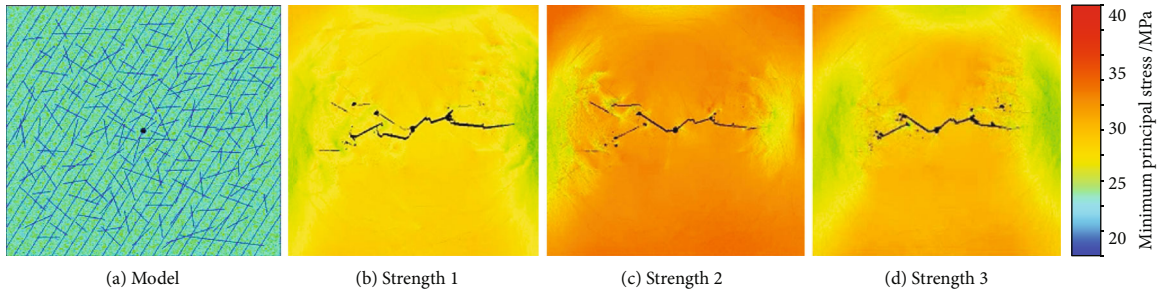 40
35
30
25
20
Minimum principal stress /MPa
(a) Model
(b) Strength 1
(c) Strength 2
(d) Strength 3